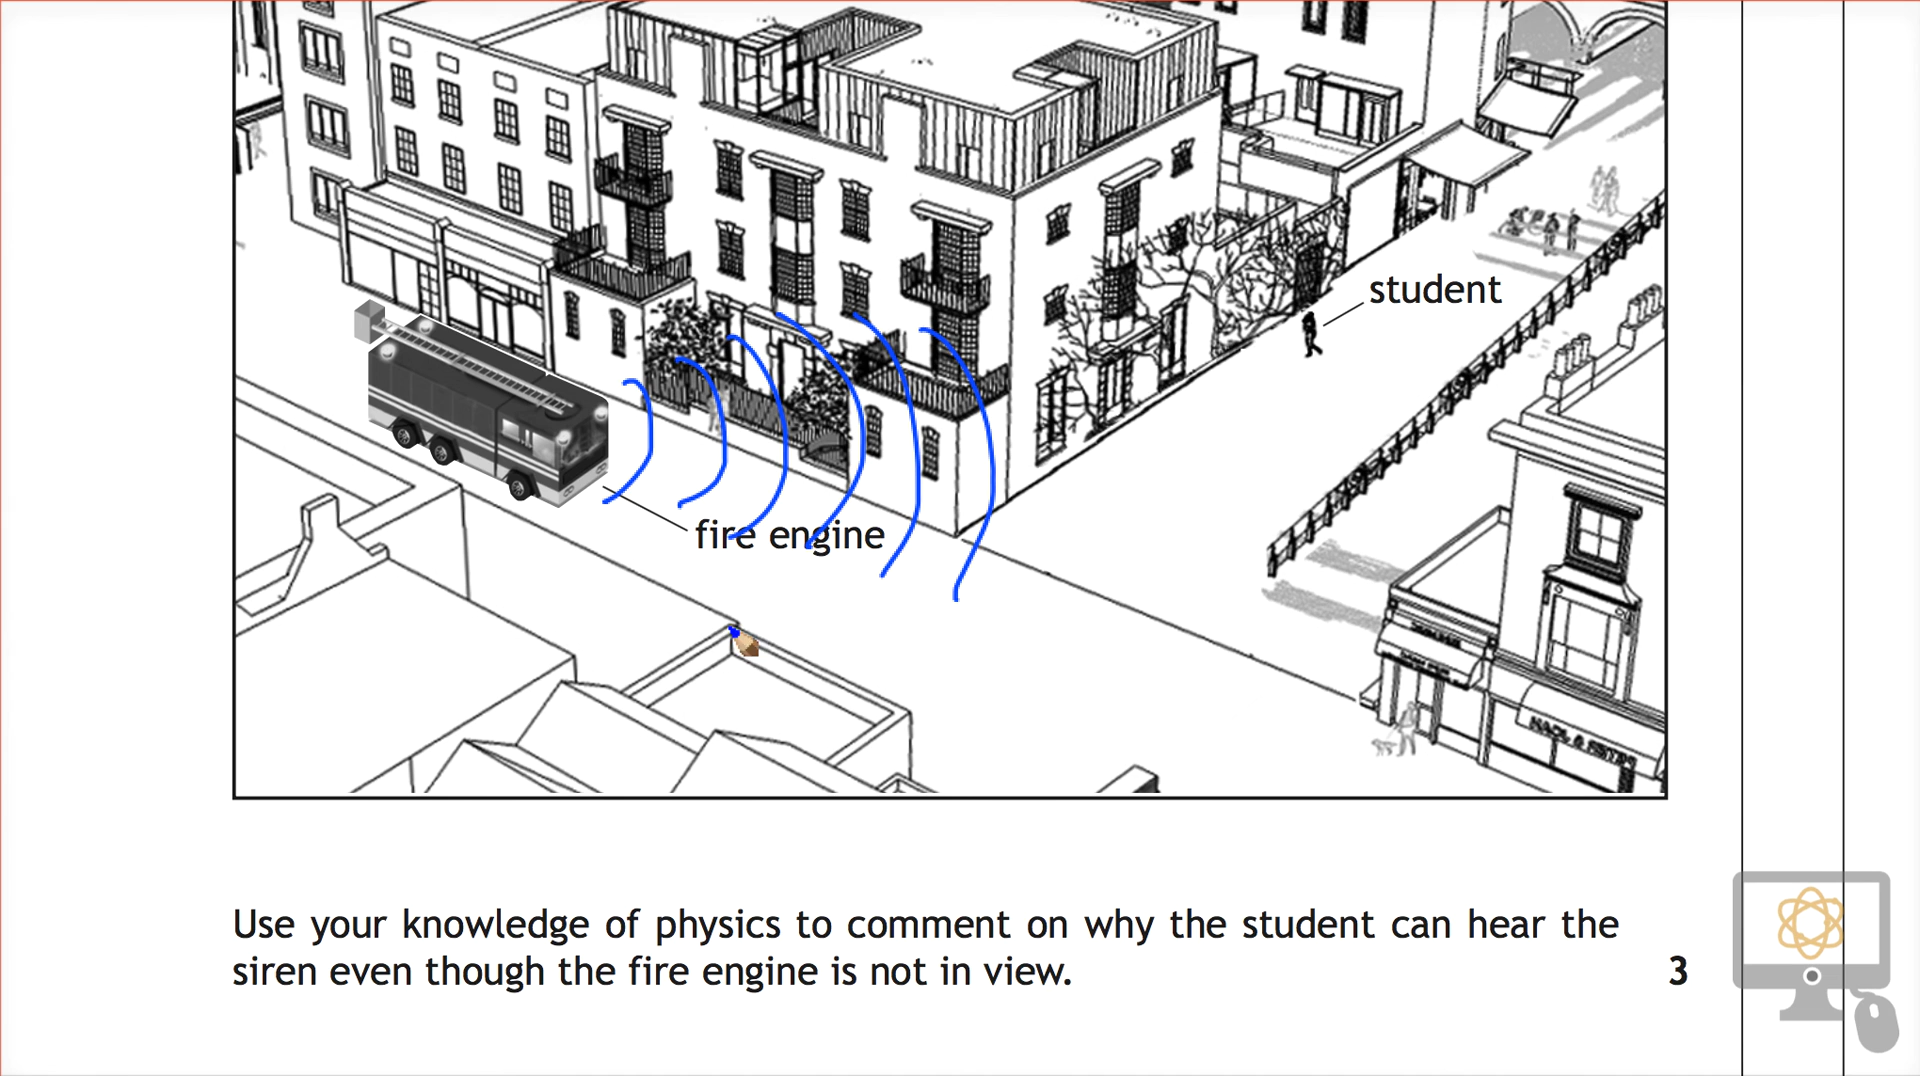 student
fire engine
Use your knowledge of physics to comment on why the student can hear the
siren even though the fire engine is not in view.
3